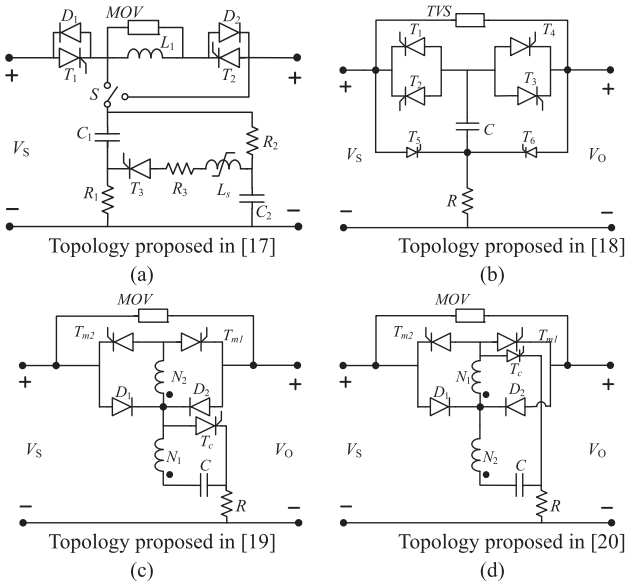 D1 MOV D2
L1
T1 T2
+ +
S
C1
R2
VS
T3 R3 Ls
R1
C2
− −
Topology proposed in [17]
(a)
TVS
T1 T4
T2 T3
+ +
C
VS T5 T6 VO
R
− −
Topology proposed in [18]
(b)
MOV
Tm2 Tm1
N2
+ +
D1 D2
Tc
VS VO
N1 C
R
− −
Topology proposed in [19]
(c)
MOV
Tm2 Tm1
Tc
N1
+ +
D1 D2
VS VO
N2 C
R
− −
Topology proposed in [20]
(d)